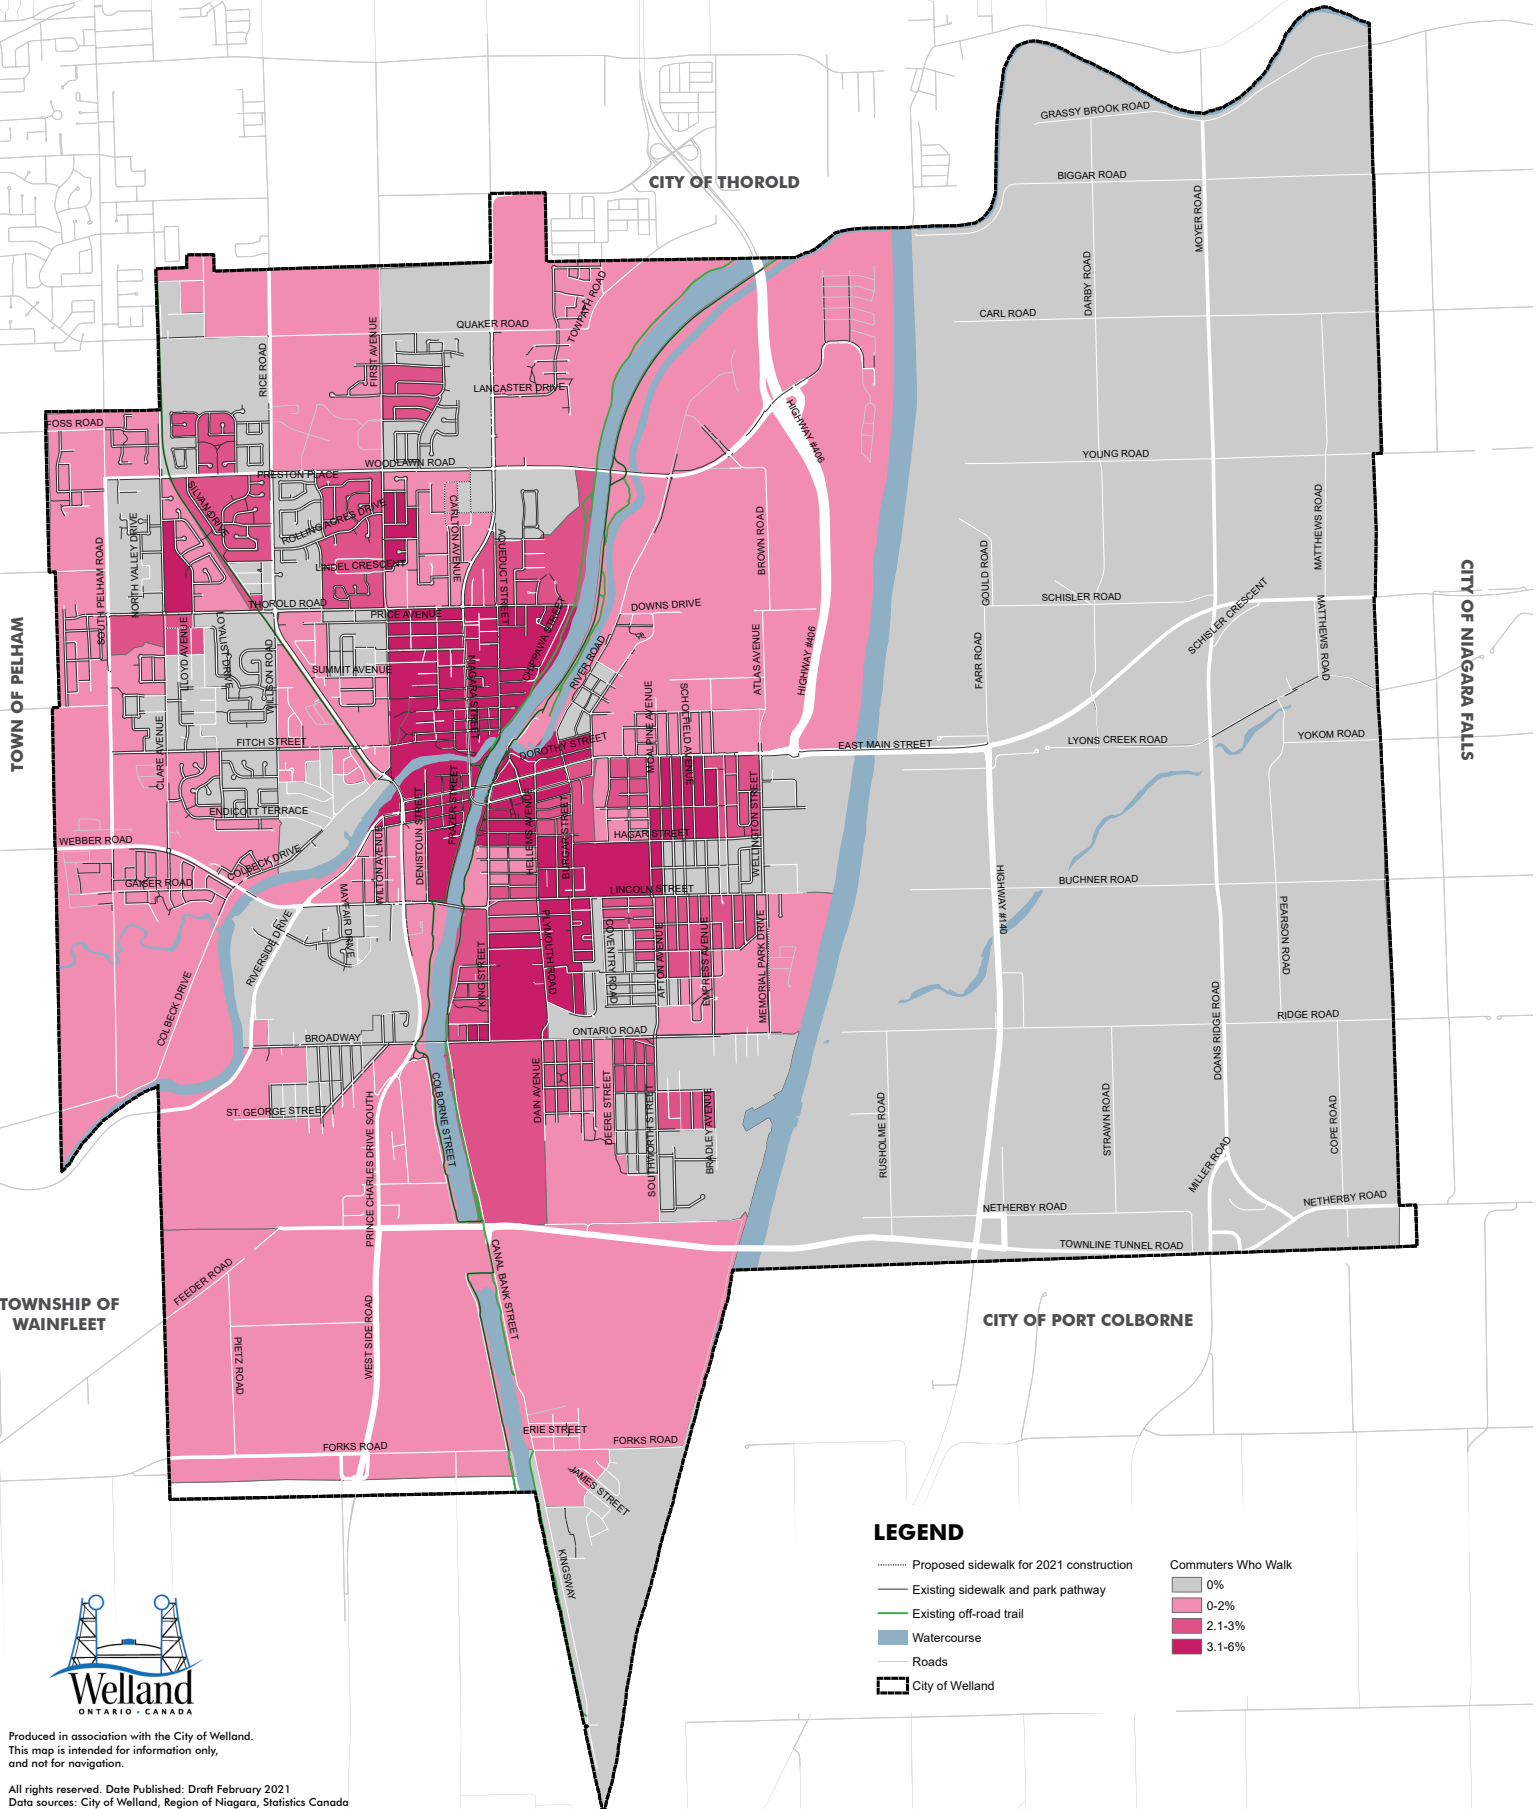 CITY OF THOROLD
GRASSY BROOK ROAD
BIGGAR ROAD
MOYER ROAD
DARBY ROAD
CARL ROAD
QUAKER ROAD
TOWPATH ROAD
FIRST AVENUE
RICE ROAD
LANCASTER DRIVE
HIGHWAY #406
FOSS ROAD
WOODLAWN ROAD
PRESTON PLACE
YOUNG ROAD
SILVAN DRIVE
ROLLING ACRES DRIVE
CARLTON AVENUE
AQUEDUCT STREET
BROWN ROAD
MATTHEWS ROAD
NORTH VALLEY DRIVE
SOUTH PELHAM ROAD
LINDEL CRESCENT
GOULD ROAD
SCHISLER ROAD
SCHISLER CRESCENT
MATTHEWS ROAD
CITY OF NIAGARA FALLS
THOROLD ROAD
PRICE AVENUE
DOWNS DRIVE
CHIPPAWA STREET
RIVER ROAD
TOWN OF PELHAM
LLOYD AVENUE
LOYALIST DRIVE
WILLSON ROAD
SUMMIT AVENUE
NIAGARA STREET
ATLAS AVENUE
HIGHWAY #406
FARR ROAD
MCALPINE AVENUE
SCHOLFIELD AVENUE
CLARE AVENUE
FITCH STREET
DOROTHY STREET
EAST MAIN STREET
LYONS CREEK ROAD
YOKOM ROAD
ENDICOTT TERRACE
DENISTOUN STREET
FRAZER STREET
HELLEMS AVENUE
BURGAR STREET
WELLINGTON STREET
HAGAR STREET
WEBBER ROAD
COLBECK DRIVE
WILTON AVENUE
GAISER ROAD
MAYFAIR DRIVE
LINCOLN STREET
BUCHNER ROAD
HIGHWAY #140
RIVERSIDE DRIVE
COLBECK DRIVE
KING STREET
PLYMOUTH ROAD
COVENTRY ROAD
AFTON AVENUE
EMPRESS AVENUE
MEMORIAL PARK DRIVE
PEARSON ROAD
DOANS RIDGE ROAD
RIDGE ROAD
BROADWAY
ONTARIO ROAD
ST. GEORGE STREET
PRINCE CHARLES DRIVE SOUTH
COLBORNE STREET
DAIN AVENUE
DEERE STREET
SOUTHWORTH STREET
BRADLEY AVENUE
RUSHOLME ROAD
STRAWN ROAD
COPE ROAD
MILLER ROAD
NETHERBY ROAD
NETHERBY ROAD
TOWNLINE TUNNEL ROAD
CANAL BANK STREET
FEEDER ROAD
TOWNSHIP OF
WAINFLEET
PIETZ ROAD
WEST SIDE ROAD
CITY OF PORT COLBORNE
ERIE STREET
FORKS ROAD
FORKS ROAD
JAMES STREET
KINGSWAY
LEGEND
Proposed sidewalk for 2021 construction
Existing sidewalk and park pathway
Existing off-road trail
Watercourse
Roads
City of Welland
Commuters Who Walk
0%
0-2%
2.1-3%
3.1-6%
Welland
ONTARIO • CANADA
Produced in association with the City of Welland.
This map is intended for information only,
and not for navigation.
All rights reserved. Date Published: Draft February 2021
Data sources: City of Welland, Region of Niagara, Statistics Canada